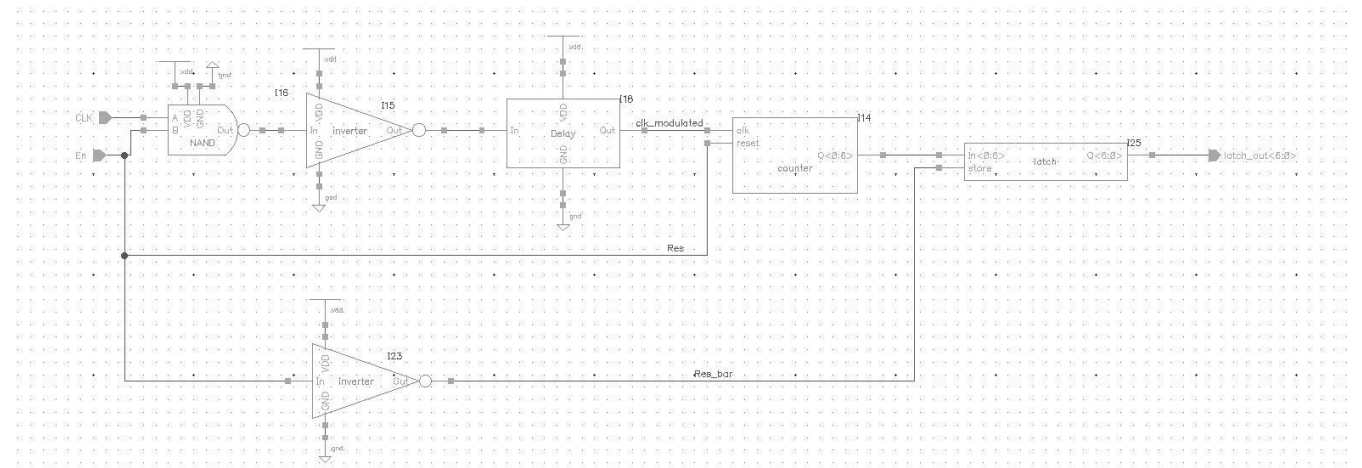 vdd
I18
vdd
vdd
gnd
I16
I15
I14
CLK
A
B
VDD
GND
Out
NAND
VDD
In
inverter
Out
GND
gnd
VDD
In
Out
Delay
GND
gnd
clk_modulated
clk
reset
Q<0:6>
counter
I25
In<0:6>
store
latch
Q<6:0>
latch_out<6:0>
En
Res
vdd
I23
VDD
In
inverter
Out
GND
gnd
Res_bar